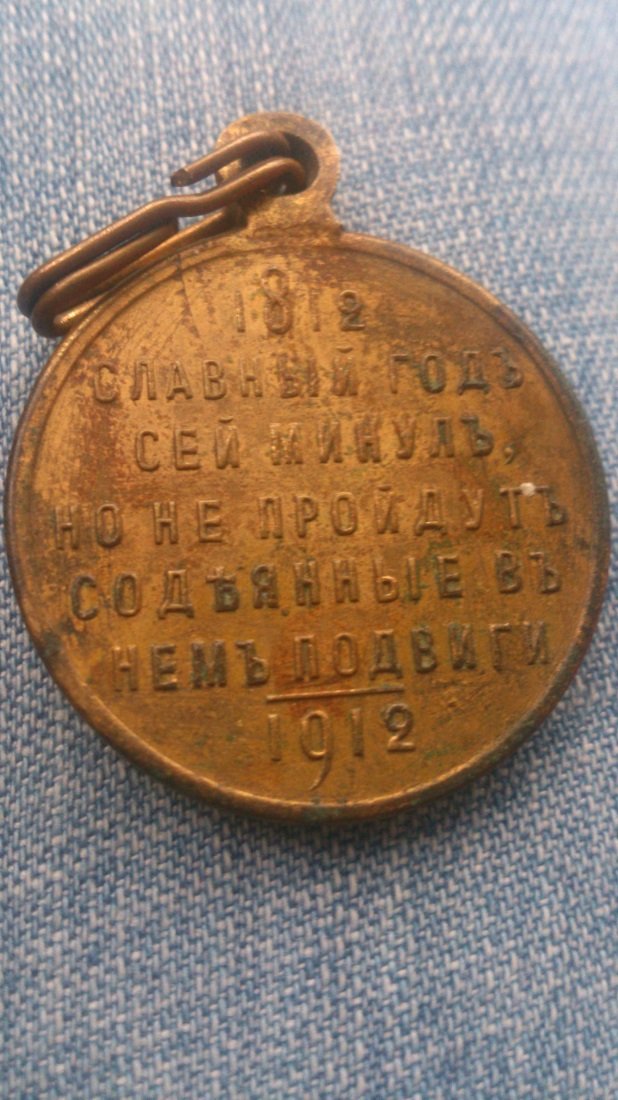 1812
СЛАВНЫЙ ГОДЪ
СЕЙ МИНУЛЪ,
НО НЕ ПРОЙДУТЪ
СОДѢЯННЫЕ ВЪ
НЕМЪ ПОДВИГИ
1912